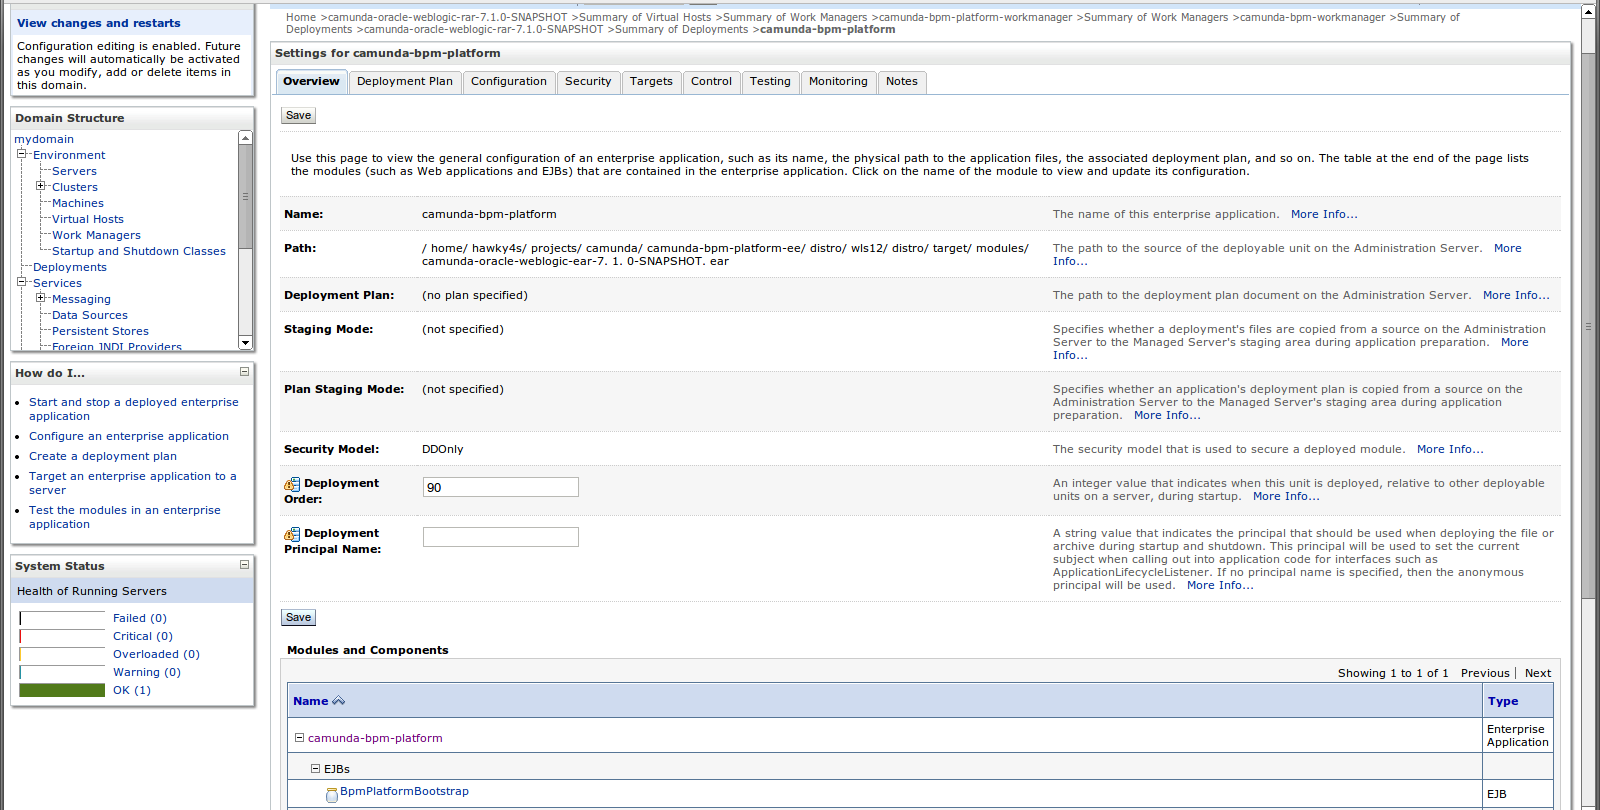 View changes and restarts
Configuration editing is enabled. Future
changes will automatically be activated
as you modify, add or delete items in
this domain.
Domain Structure
mydomain
Environment
Servers
Clusters
Machines
Virtual Hosts
Work Managers
Startup and Shutdown Classes
Deployments
Services
Messaging
Data Sources
Persistent Stores
Foreign JNDI Providers
How do I...
Start and stop a deployed enterprise
application
Configure an enterprise application
Create a deployment plan
Target an enterprise application to a
server
Test the modules in an enterprise
application
System Status
Health of Running Servers
Failed (0)
Critical (0)
Overloaded (0)
Warning (0)
OK (1)
Home >camunda-oracle-weblogic-rar-7.1.0-SNAPSHOT >Summary of Virtual Hosts >Summary of Work Managers >camunda-bpm-platform-workmanager >Summary of Work Managers >camunda-bpm-workmanager >Summary of
Deployments >camunda-oracle-weblogic-rar-7.1.0-SNAPSHOT >Summary of Deployments >camunda-bpm-platform
Settings for camunda-bpm-platform
Overview Deployment Plan Configuration Security Targets Control Testing Monitoring Notes
Save
Use this page to view the general configuration of an enterprise application, such as its name, the physical path to the application files, the associated deployment plan, and so on. The table at the end of the page lists
the modules (such as Web applications and EJBs) that are contained in the enterprise application. Click on the name of the module to view and update its configuration.
Name: camunda-bpm-platform The name of this enterprise application. More Info...
Path: / home/ hawky4s/ projects/ camunda/ camunda-bpm-platform-ee/ distro/ wls12/ distro/ target/ modules/ The path to the source of the deployable unit on the Administration Server. More
camunda-oracle-weblogic-ear-7. 1. 0-SNAPSHOT. ear Info...
Deployment Plan: (no plan specified) The path to the deployment plan document on the Administration Server. More Info...
Staging Mode: (not specified) Specifies whether a deployment's files are copied from a source on the Administration
Server to the Managed Server's staging area during application preparation. More
Info...
Plan Staging Mode: (not specified) Specifies whether an application's deployment plan is copied from a source on the
Administration Server to the Managed Server's staging area during application
preparation. More Info...
Security Model: DDOnly The security model that is used to secure a deployed module. More Info...
Deployment
Order:
90
An integer value that indicates when this unit is deployed, relative to other deployable
units on a server, during startup. More Info...
Deployment
Principal Name:
A string value that indicates the principal that should be used when deploying the file or
archive during startup and shutdown. This principal will be used to set the current
subject when calling out into application code for interfaces such as
ApplicationLifecycleListener. If no principal name is specified, then the anonymous
principal will be used. More Info...
Save
Modules and Components
Showing 1 to 1 of 1 Previous | Next
Name Type
camunda-bpm-platform
Enterprise
Application
EJBs
BpmPlatformBootstrap EJB